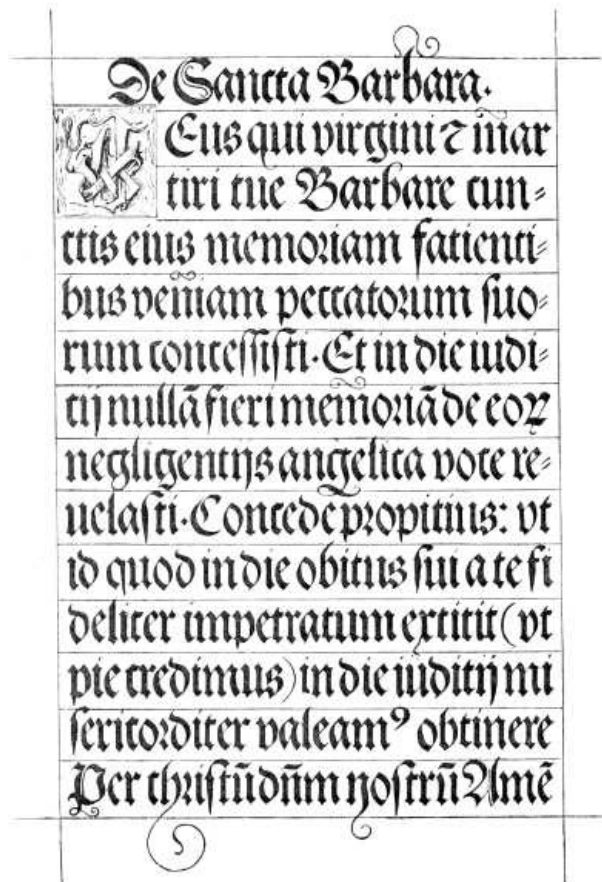 De Sancta Barbara.
DEus qui virgini ⁊ mar
tiri tue Barbare cun⸗
ctis eius memoriam facienti⸗
bus veniam peccatorum suo⸗
rum concessisti. Et in die iudi⸗
cij nullā fieri memoriā de eoꝝ
negligentijs angelica voce re⸗
uelasti. Concede propitius: vt
id quod in die obitus sui a te fi
deliter impetratum extitit (vt
pie credimus) in die iudicij mi
sericorditer valeamꝰ obtinere
Per christū dn̄m nostrū Amē